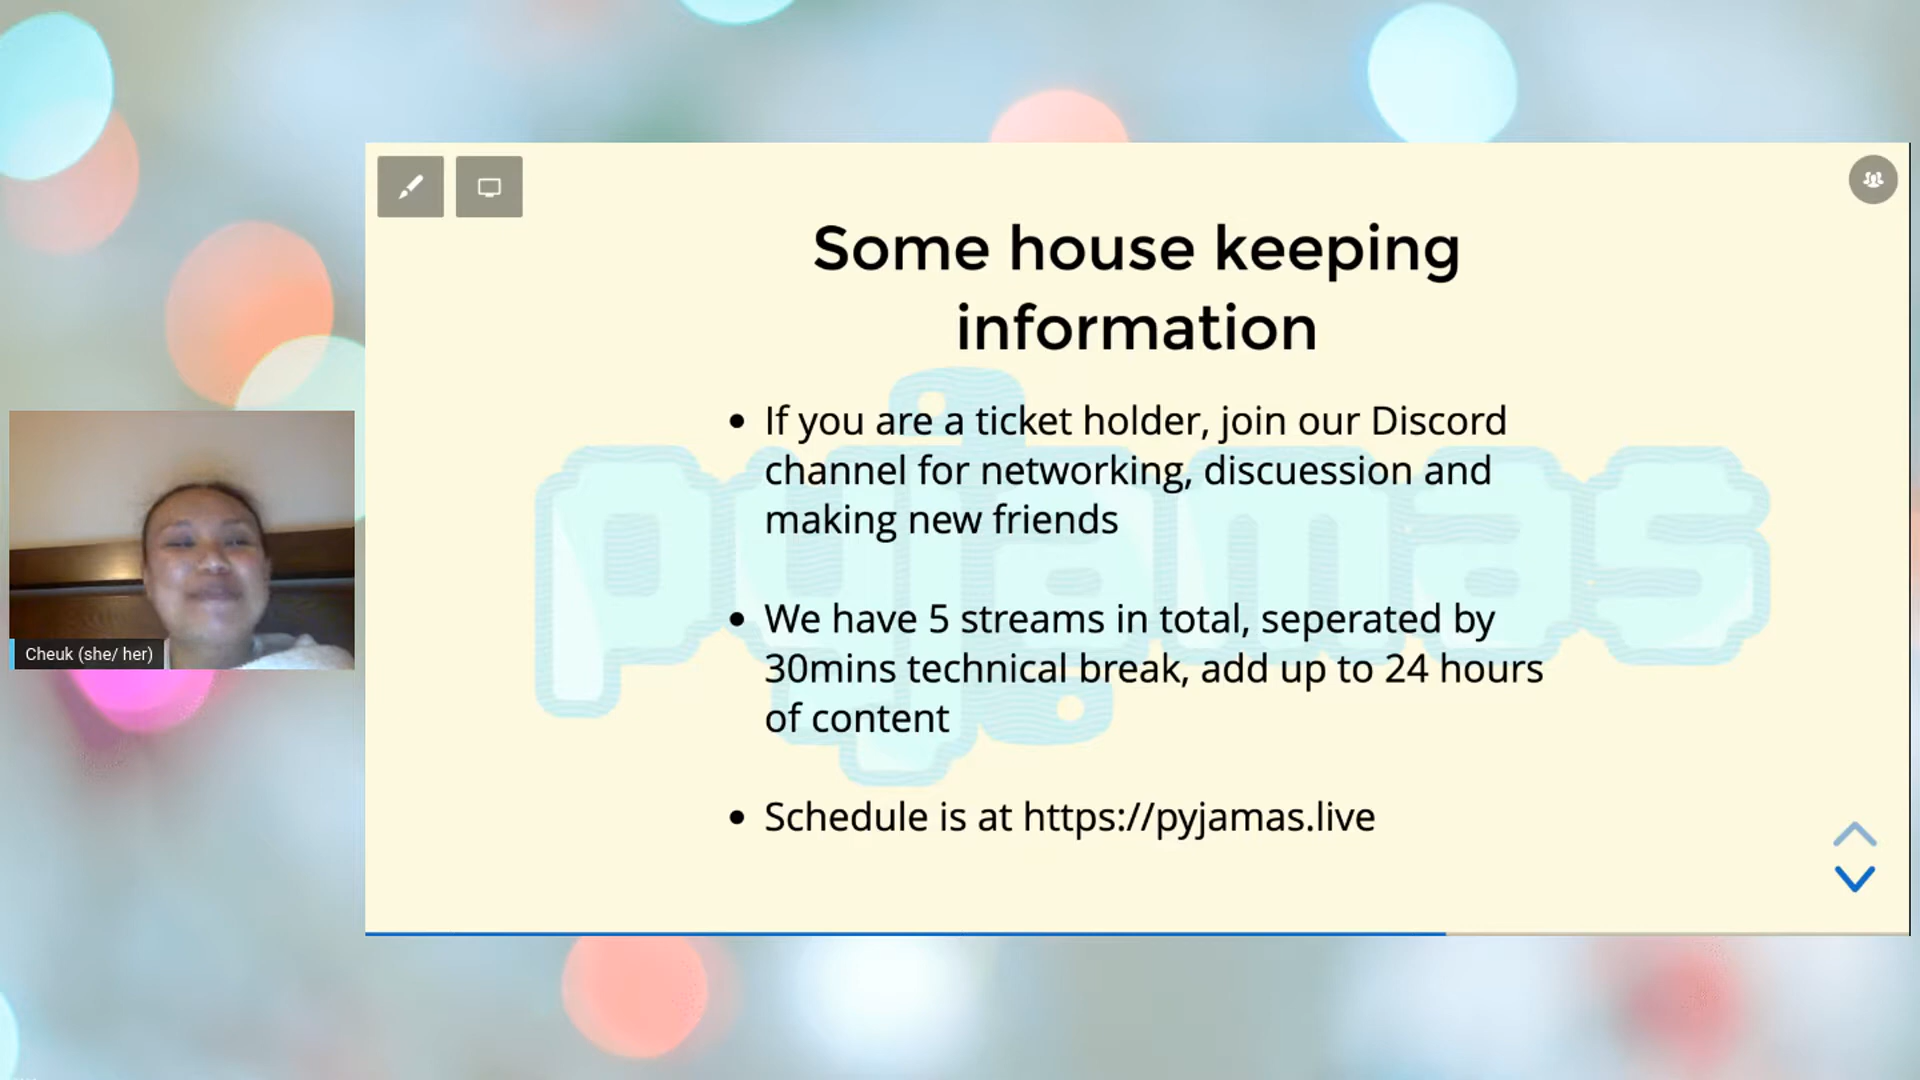 Some house keeping
information
If you are a ticket holder, join our Discord
channel for networking, discuession and
making new friends
We have 5 streams in total, seperated by
30mins technical break, add up to 24 hours
of content
Schedule is at https://pyjamas.live
pyjamas
Cheuk (she/ her)